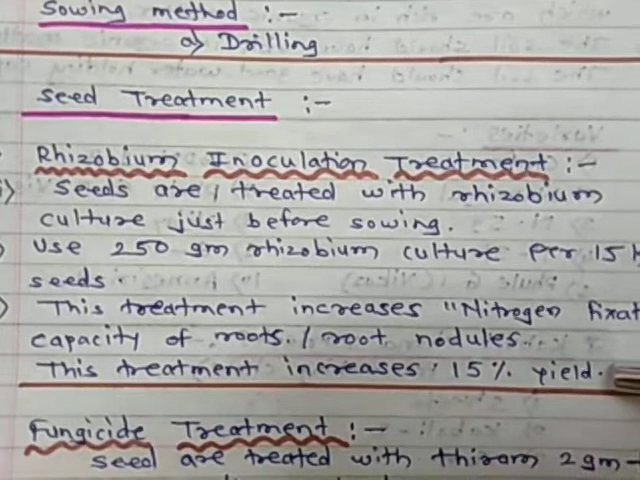 Sowing method :-
a) Drilling
Seed Treatment :-
Rhizobium Inoculation Treatment :-
i) Seeds are treated with rhizobium
culture just before sowing.
Use 250 gm rhizobium culture per 15
seeds.
This treatment increases "Nitrogen fixat
capacity of roots / root nodules.
This treatment increases 15% yield.
Fungicide Treatment :-
seed are treated with thiram 2gm